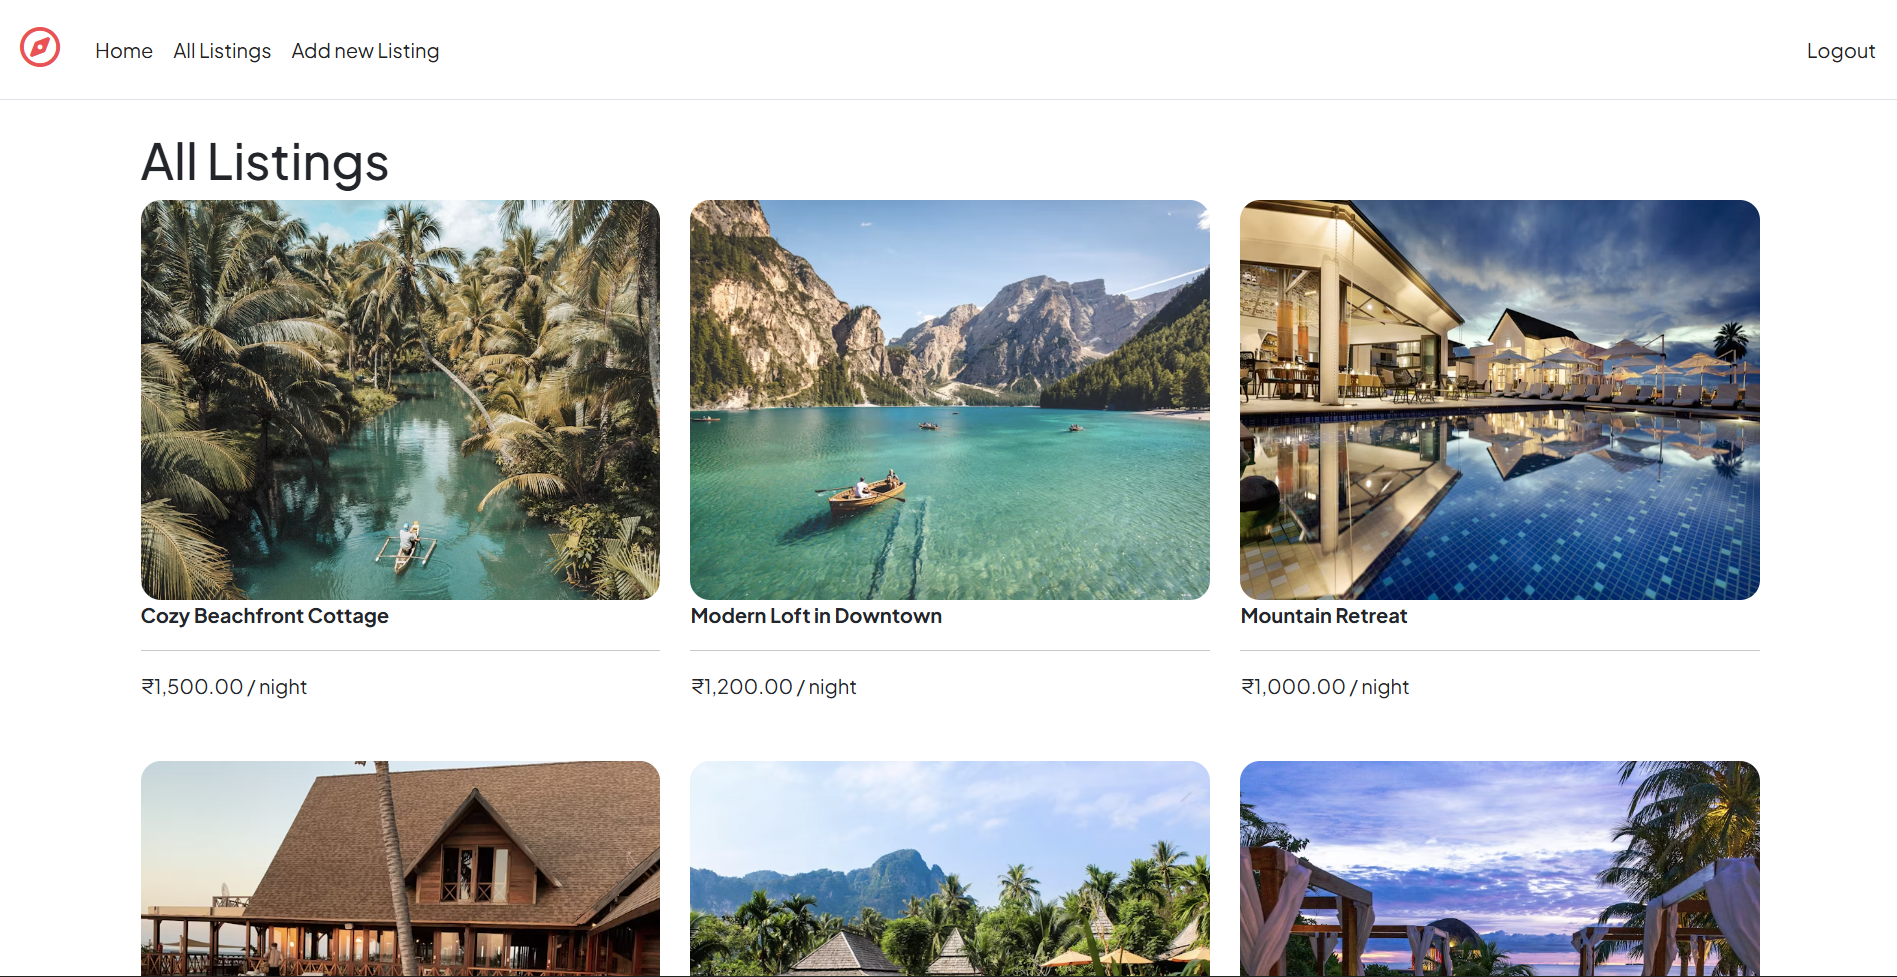 Home All Listings Add new Listing Logout
All Listings
Cozy Beachfront Cottage
₹1,500.00 / night
Modern Loft in Downtown
₹1,200.00 / night
Mountain Retreat
₹1,000.00 / night